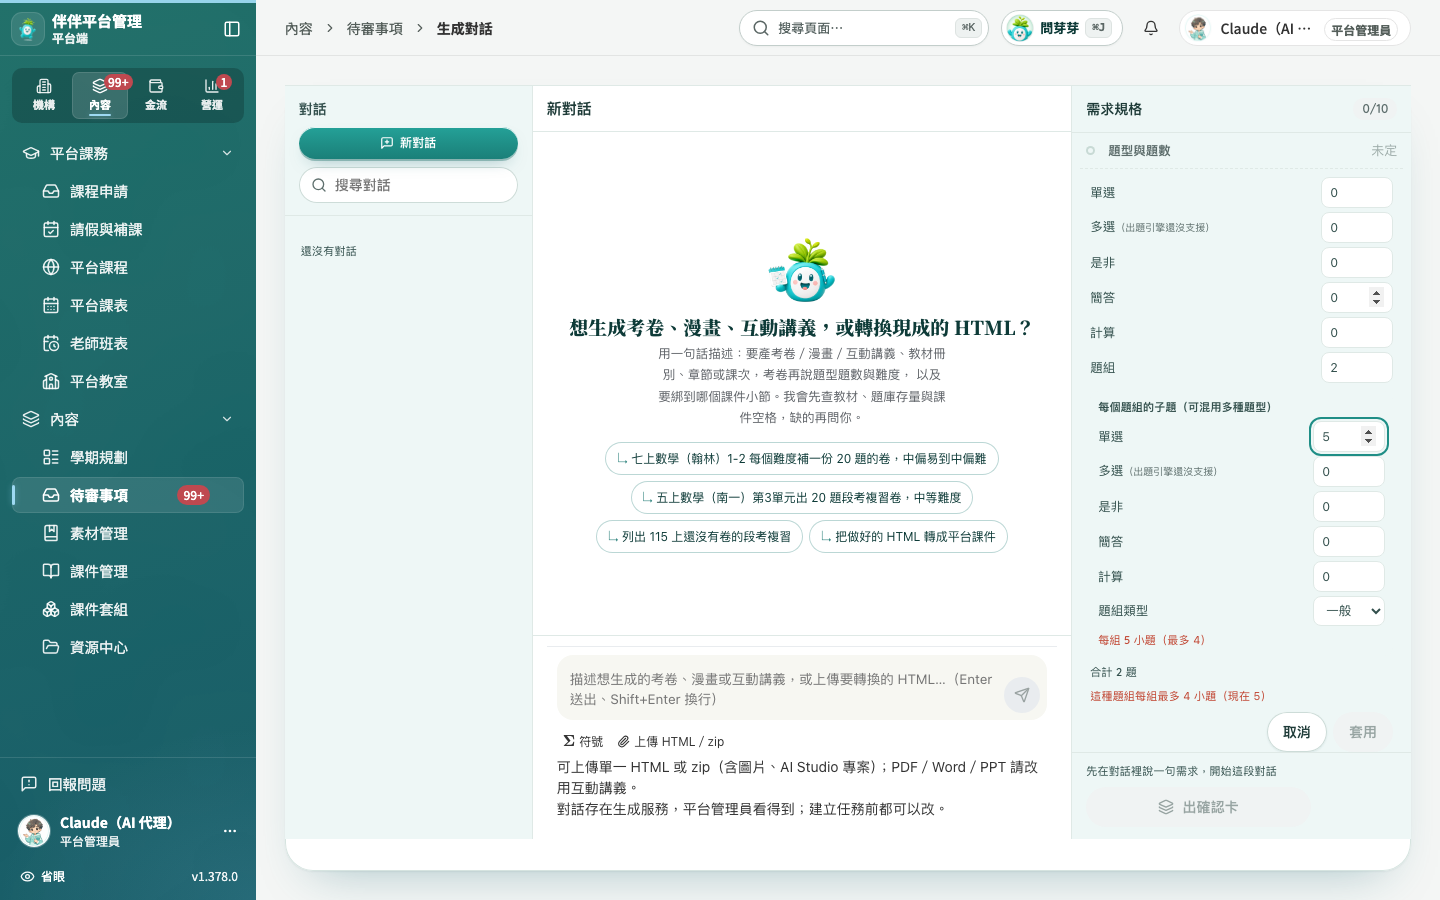 伴伴平台管理
平台端
機構
內容
99+
金流
營運
1
平台課務
課程申請
請假與補課
平台課程
平台課表
老師班表
平台教室
內容
學期規劃
待審事項
99+
素材管理
課件管理
課件套組
資源中心
回報問題
Claude（AI 代理）
平台管理員
省眼
v1.378.0
內容
待審事項
生成對話
搜尋頁面…
⌘K
問芽芽
⌘J
Claude（AI …
平台管理員
對話
新對話
搜尋對話
還沒有對話
新對話
想生成考卷、漫畫、互動講義，或轉換現成的 HTML？
用一句話描述：要產考卷 / 漫畫 / 互動講義、教材冊
別、章節或課次，考卷再說題型題數與難度， 以及
要綁到哪個課件小節。我會先查教材、題庫存量與課
件空格，缺的再問你。
七上數學（翰林）1-2 每個難度補一份 20 題的卷，中偏易到中偏難
五上數學（南一）第3單元出 20 題段考複習卷，中等難度
列出 115 上還沒有卷的段考複習
把做好的 HTML 轉成平台課件
描述想生成的考卷、漫畫或互動講義，或上傳要轉換的 HTML…（Enter
送出、Shift+Enter 換行）
Σ 符號
上傳 HTML / zip
可上傳單一 HTML 或 zip（含圖片、AI Studio 專案）；PDF / Word / PPT 請改
用互動講義。
對話存在生成服務，平台管理員看得到；建立任務前都可以改。
需求規格
0/10
題型與題數
未定
單選
0
多選（出題引擎還沒支援）
0
是非
0
簡答
0
計算
0
題組
2
每個題組的子題（可混用多種題型）
單選
5
多選（出題引擎還沒支援）
0
是非
0
簡答
0
計算
0
題組類型
一般
每組 5 小題（最多 4）
合計 2 題
這種題組每組最多 4 小題（現在 5）
取消
套用
先在對話裡說一句需求，開始這段對話
出確認卡